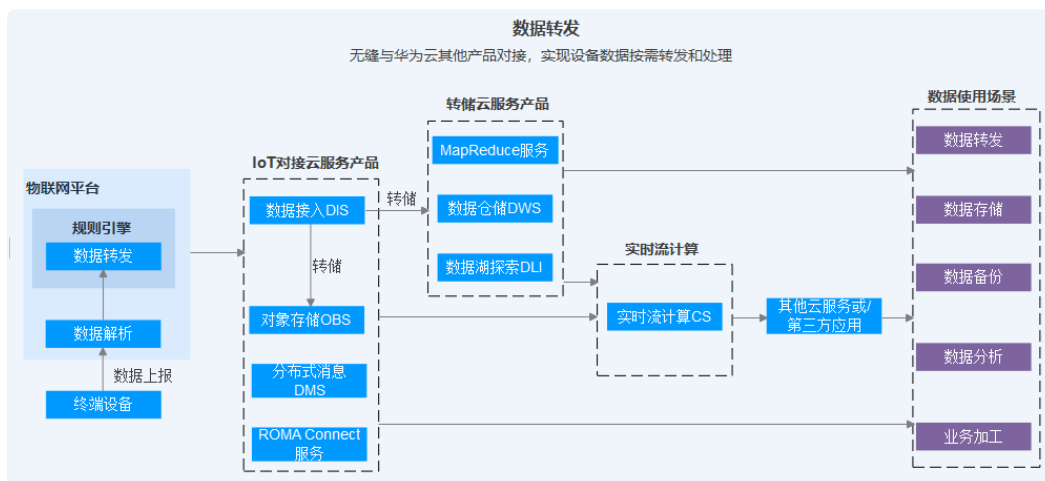 数据转发
无缝与华为云其他产品对接，实现设备数据按需转发和处理
物联网平台
规则引擎
数据转发
数据解析
数据上报
终端设备
IoT对接云服务产品
数据接入DIS
转储
转储
对象存储OBS
分布式消息
DMS
ROMA Connect
服务
转储云服务产品
MapReduce服务
数据仓储DWS
数据湖探索DLI
实时流计算
实时流计算CS
其他云服务或/
第三方应用
数据使用场景
数据转发
数据存储
数据备份
数据分析
业务加工